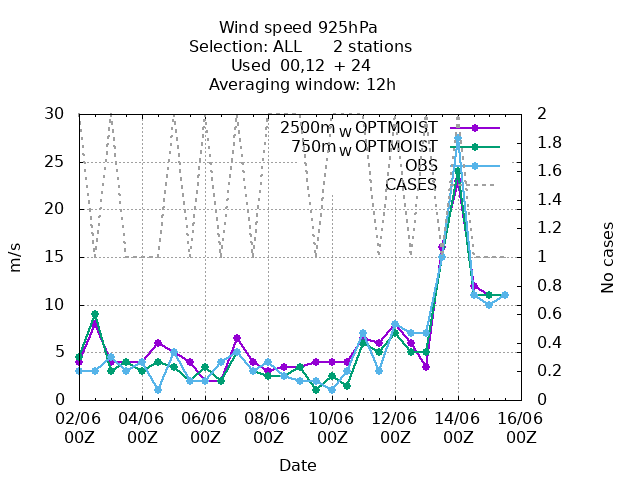 Wind speed 925hPa
Selection: ALL 2 stations
Used 00,12 + 24
Averaging window: 12h
2500m W OPTMOIST
750m W OPTMOIST
OBS
CASES
30
25
20
15
10
5
0
m/s
2
1.8
1.6
1.4
1.2
1
0.8
0.6
0.4
0.2
0
No cases
02/06 04/06 06/06 08/06 10/06 12/06 14/06 16/06
00Z 00Z 00Z 00Z 00Z 00Z 00Z 00Z
Date